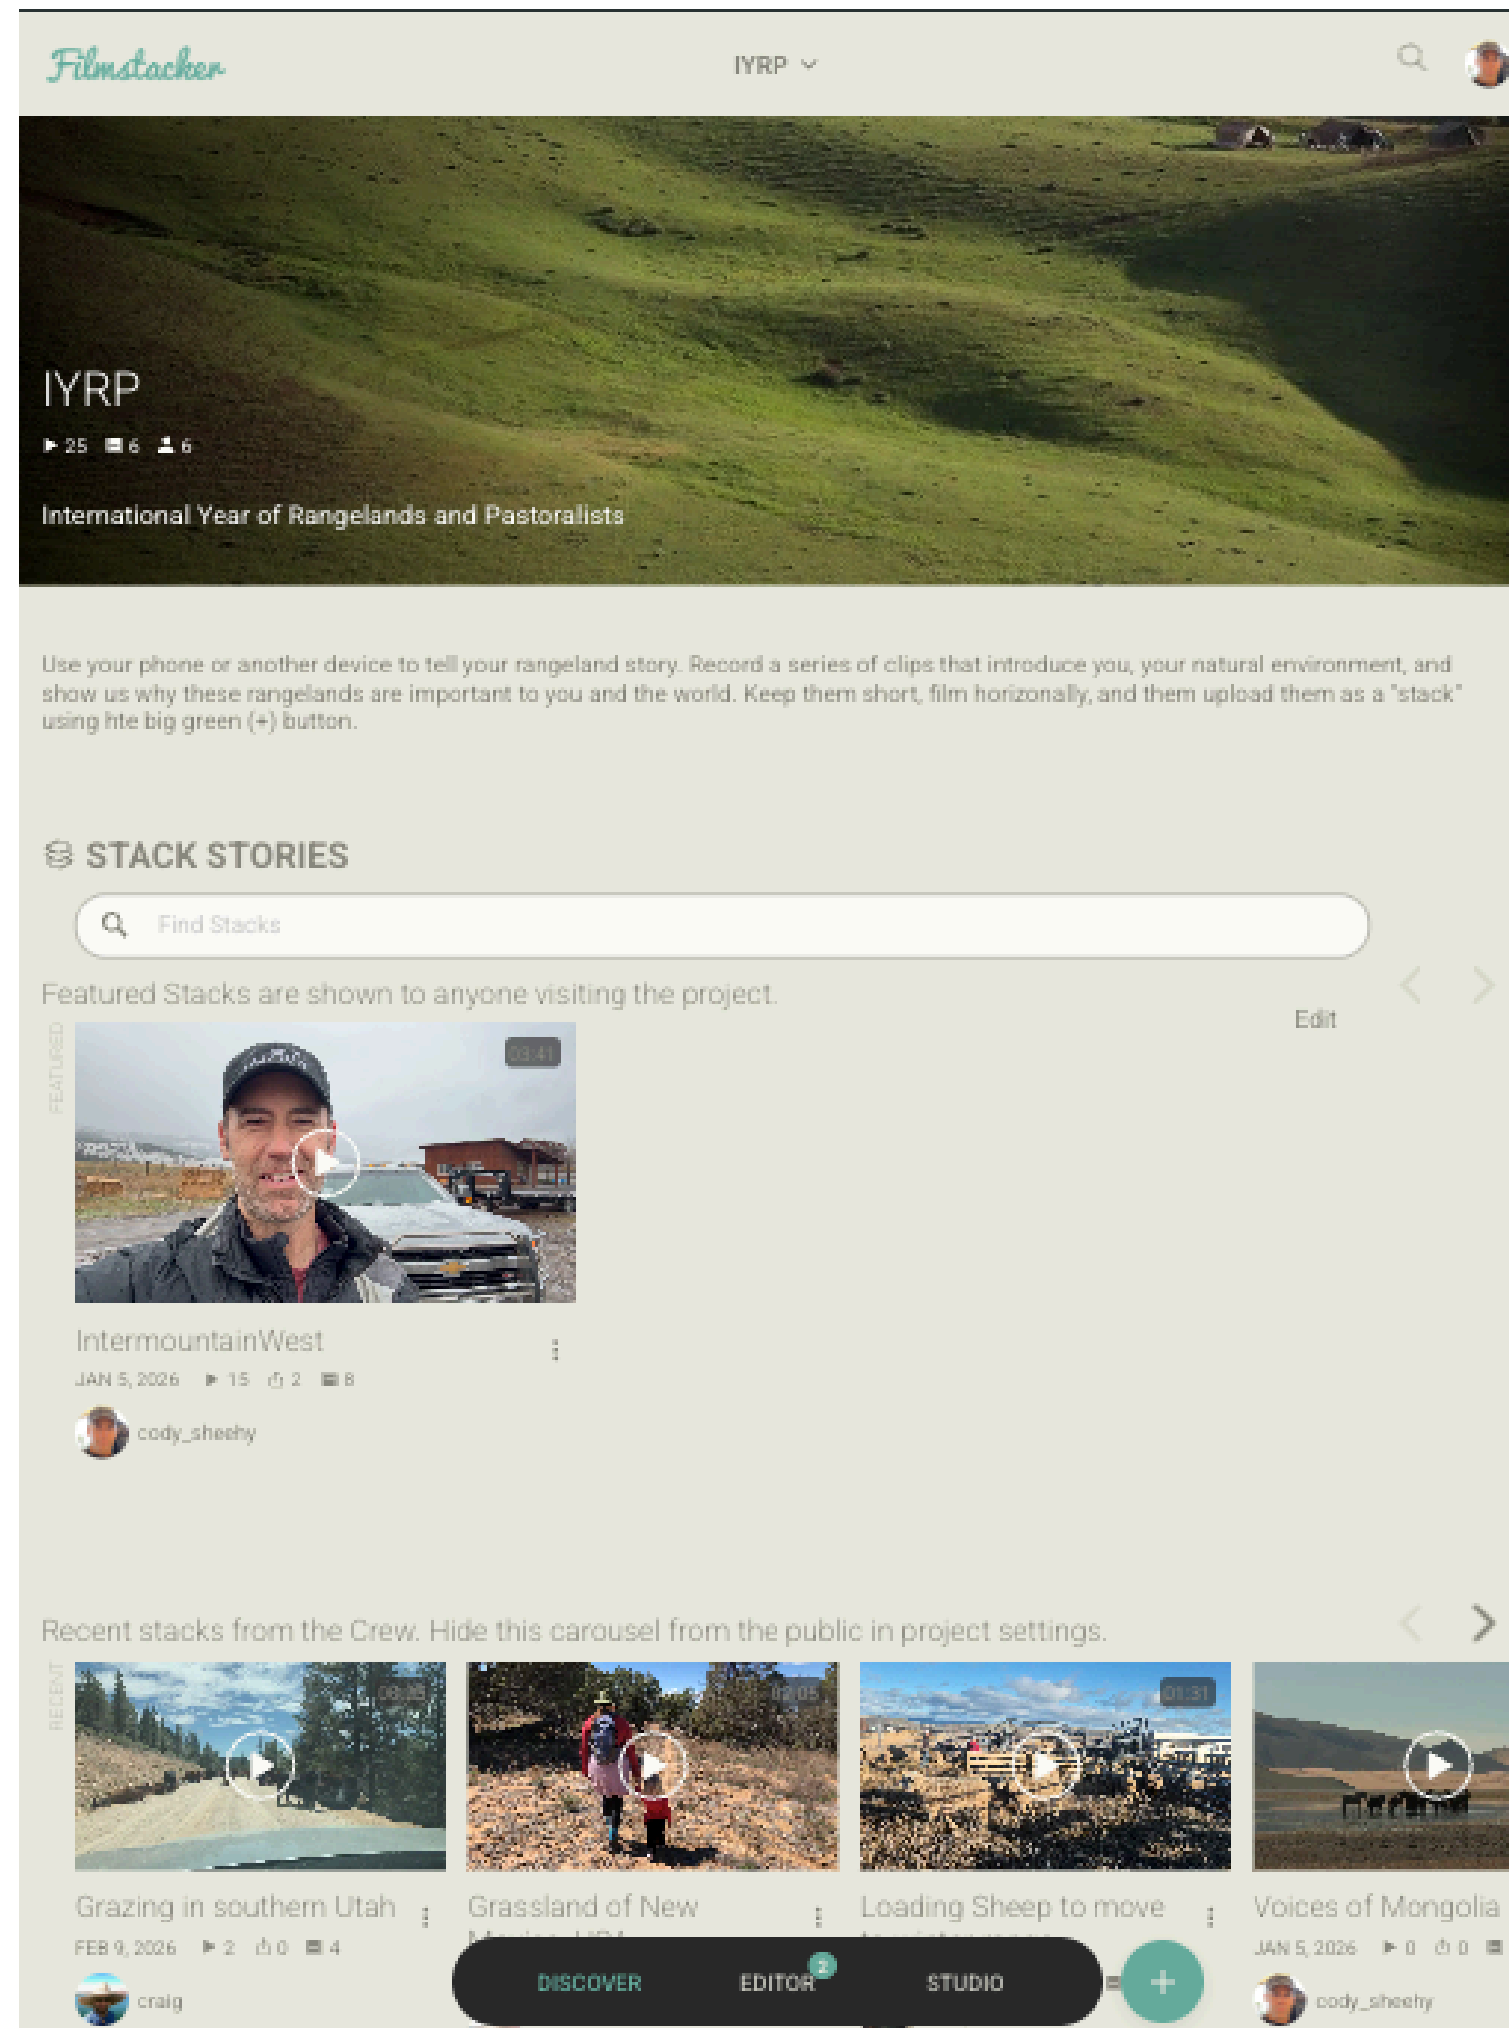 Filmstacker
IYRP
IYRP
25 6 6
International Year of Rangelands and Pastoralists
Use your phone or another device to tell your rangeland story. Record a series of clips that introduce you, your natural environment, and
show us why these rangelands are important to you and the world. Keep them short, film horizonally, and them upload them as a "stack"
using hte big green (+) button.
STACK STORIES
Find Stacks
Featured Stacks are shown to anyone visiting the project.
Edit
FEATURED
03:41
IntermountainWest
JAN 5, 2026 15 2 8
cody_sheehy
Recent stacks from the Crew. Hide this carousel from the public in project settings.
RECENT
02:05
01:31
Grazing in southern Utah
Grassland of New
Loading Sheep to move
Voices of Mongolia
FEB 9, 2026 2 0 4
JAN 5, 2026 0 0
craig
cody_sheehy
DISCOVER
EDITOR
2
STUDIO
+